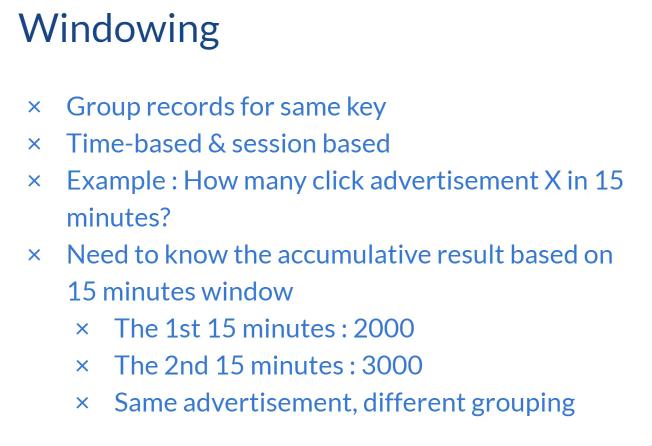 Windowing
× Group records for same key
× Time-based & session based
× Example : How many click advertisement X in 15
minutes?
× Need to know the accumulative result based on
15 minutes window
× The 1st 15 minutes : 2000
× The 2nd 15 minutes : 3000
× Same advertisement, different grouping